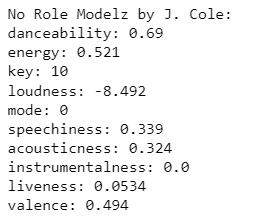 No Role Modelz by J. Cole:
danceability: 0.69
energy: 0.521
key: 10
loudness: -8.492
mode: 0
speechiness: 0.339
acousticness: 0.324
instrumentalness: 0.0
liveness: 0.0534
valence: 0.494